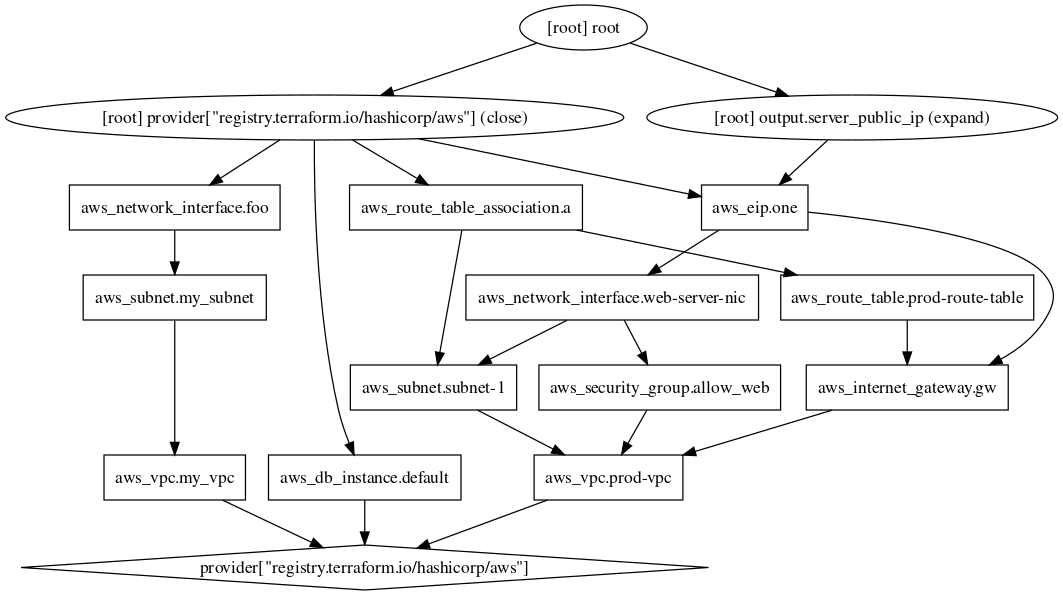 [root] root
[root] provider["registry.terraform.io/hashicorp/aws"] (close)
[root] output.server_public_ip (expand)
aws_network_interface.foo
aws_route_table_association.a
aws_eip.one
aws_subnet.my_subnet
aws_network_interface.web-server-nic
aws_route_table.prod-route-table
aws_subnet.subnet-1
aws_security_group.allow_web
aws_internet_gateway.gw
aws_vpc.my_vpc
aws_db_instance.default
aws_vpc.prod-vpc
provider["registry.terraform.io/hashicorp/aws"]